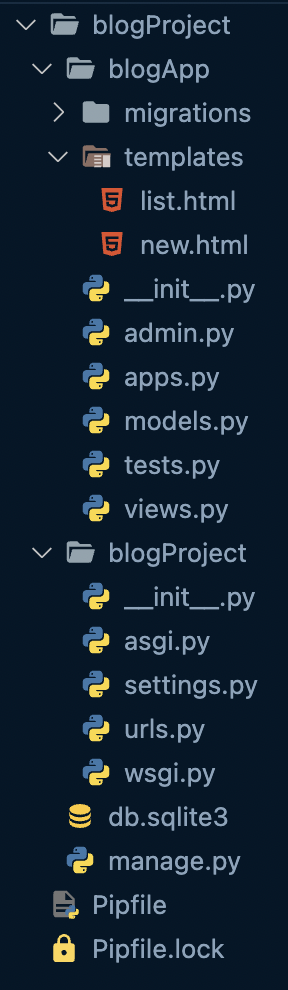 blogProject
blogApp
migrations
templates
list.html
new.html
__init__.py
admin.py
apps.py
models.py
tests.py
views.py
blogProject
__init__.py
asgi.py
settings.py
urls.py
wsgi.py
db.sqlite3
manage.py
Pipfile
Pipfile.lock